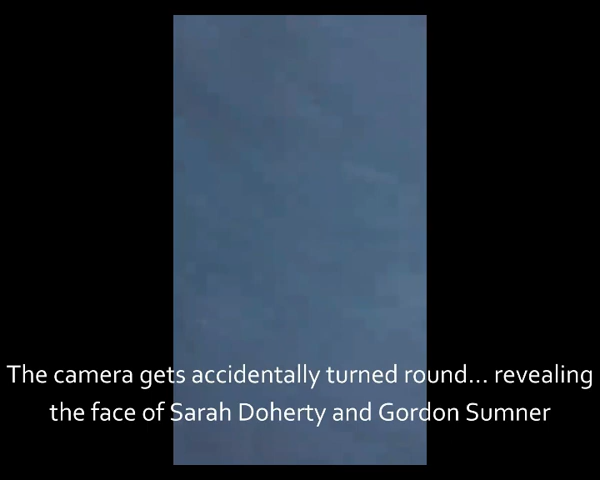 The camera gets accidentally turned round... revealing
the face of Sarah Doherty and Gordon Sumner